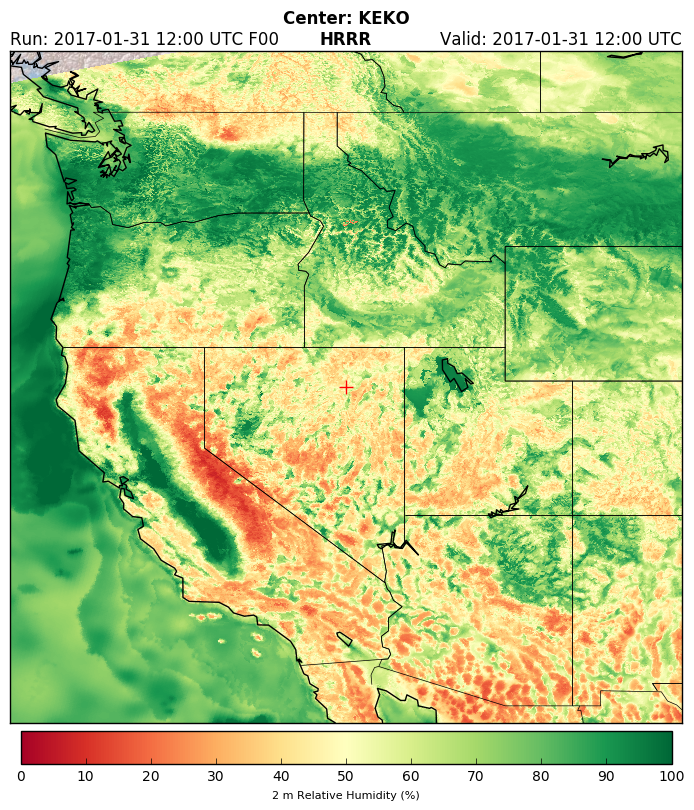 Center: KEKO
Run: 2017-01-31 12:00 UTC F00 HRRR Valid: 2017-01-31 12:00 UTC
0 10 20 30 40 50 60 70 80 90 100
2 m Relative Humidity (%)